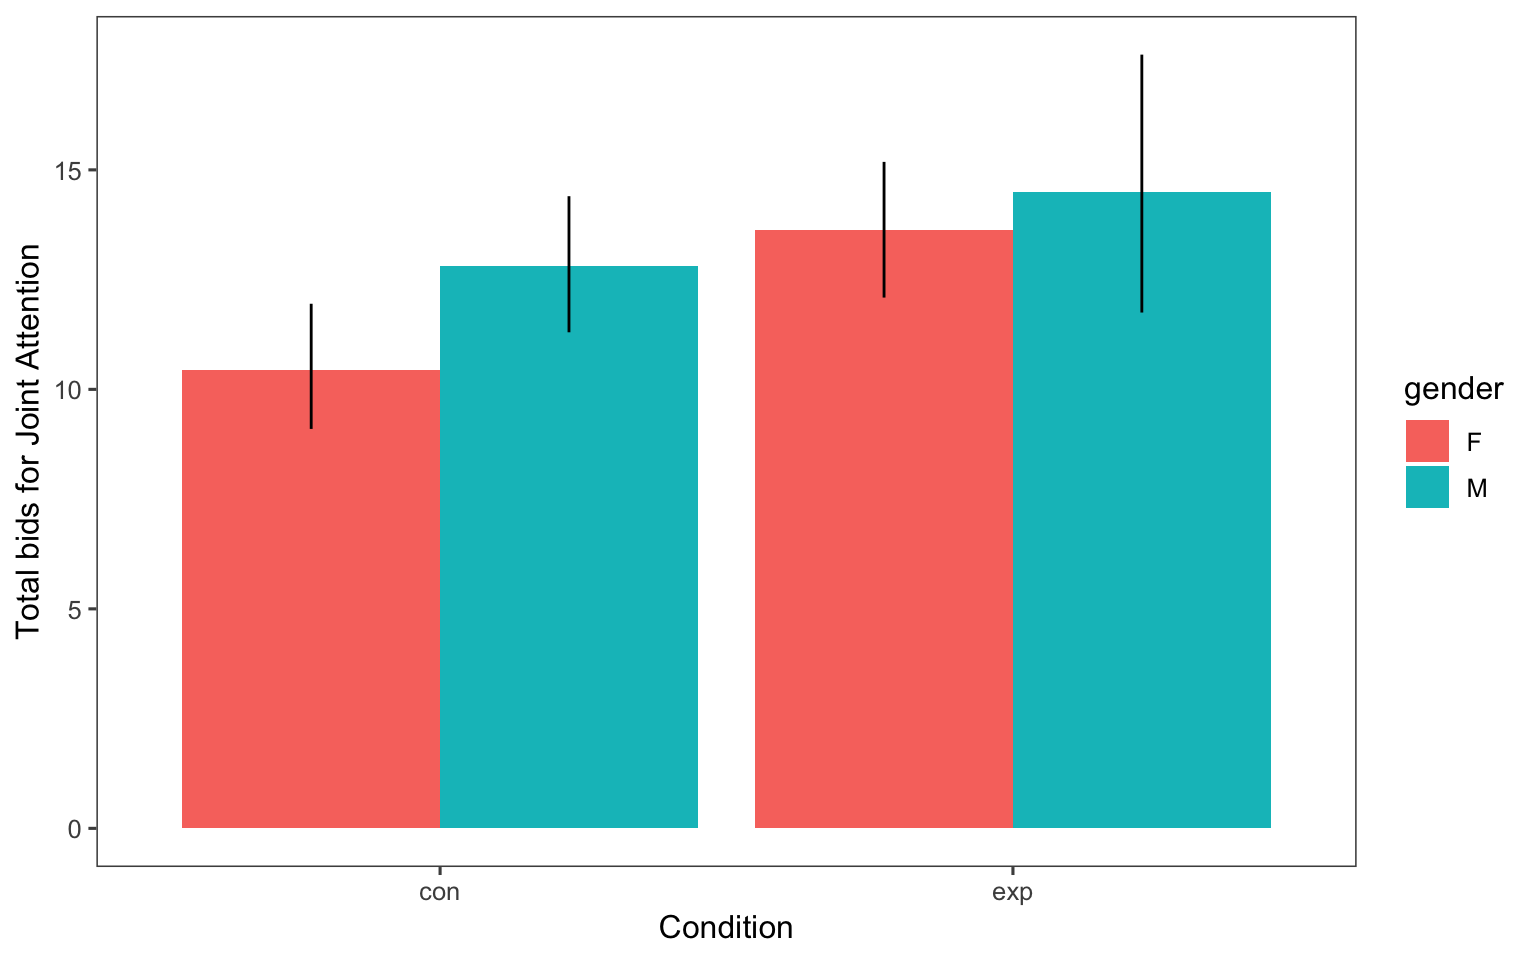 Total bids for Joint Attention
15
10
5
0
con
exp
Condition
gender
F
M